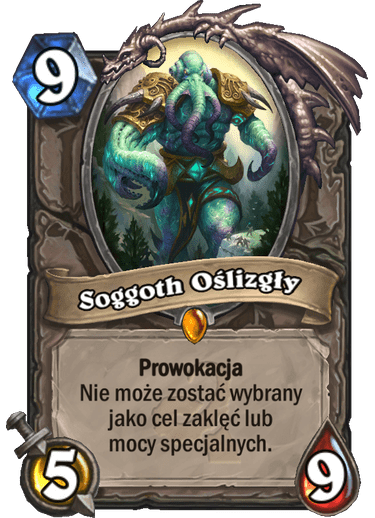 9
Soggoth Oślizgły
Prowokacja
Nie może zostać wybrany
jako cel zaklęć lub
mocy specjalnych.
5
9